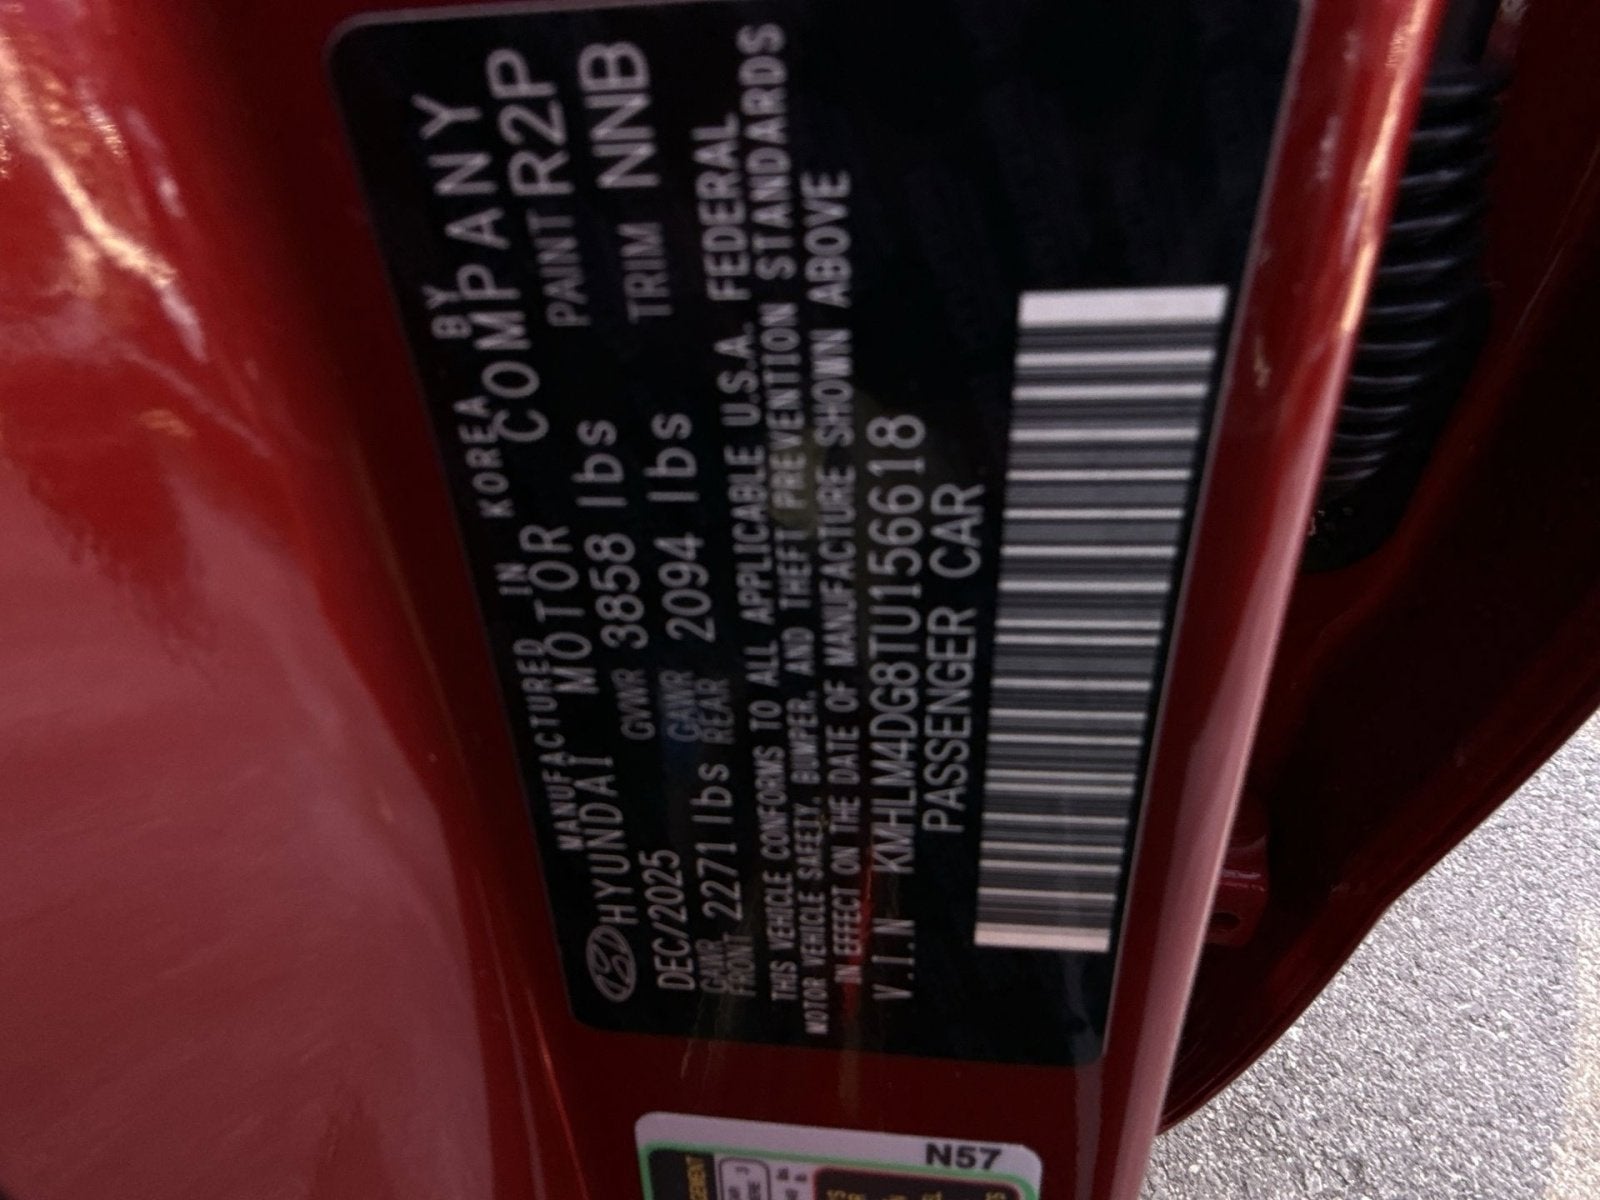 MANUFACTURED IN KOREA BY
HYUNDAI MOTOR COMPANY
DEC/2025 GVWR 3858 lbs PAINT R2P
GAWR FRONT 2271 lbs GAWR REAR 2094 lbs TRIM NNB
THIS VEHICLE CONFORMS TO ALL APPLICABLE U.S.A. FEDERAL
MOTOR VEHICLE SAFETY, BUMPER, AND THEFT PREVENTION STANDARDS
IN EFFECT ON THE DATE OF MANUFACTURE SHOWN ABOVE
V.I.N KMHLM4DG8TU156618
PASSENGER CAR
N57